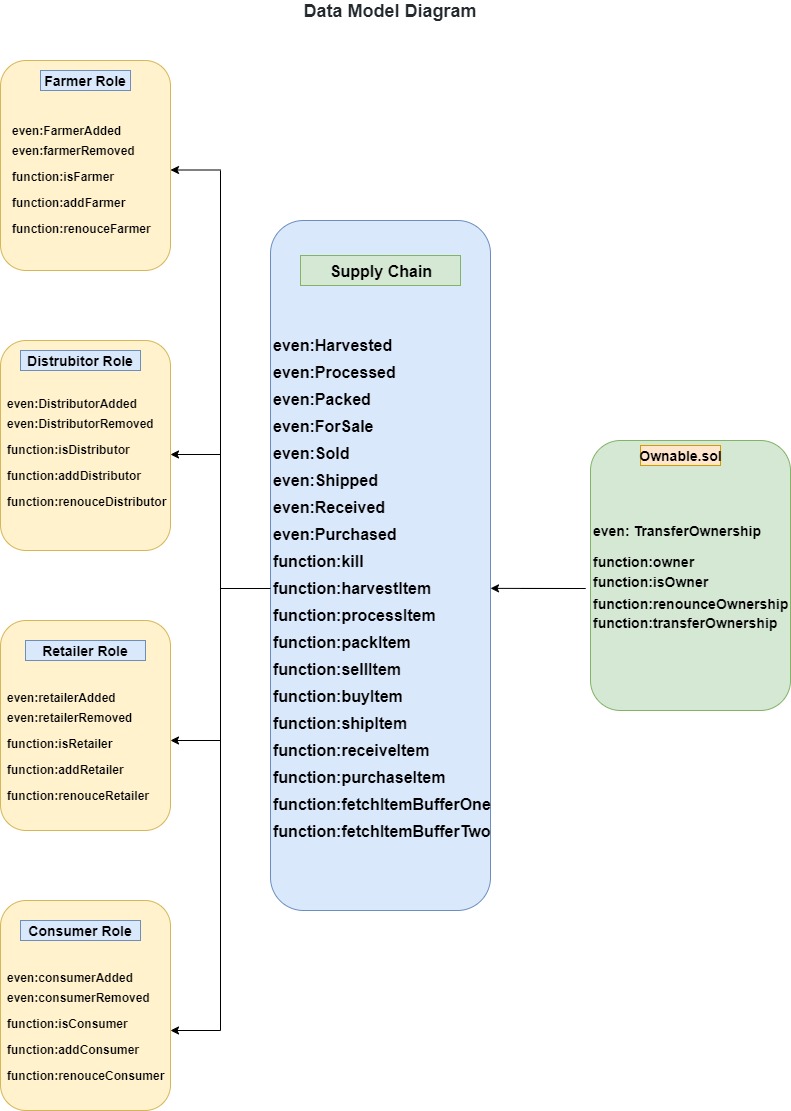 Data Model Diagram
Farmer Role
even:FarmerAdded
even:farmerRemoved
function:isFarmer
function:addFarmer
function:renouceFarmer
Distrubitor Role
even:DistributorAdded
even:DistributorRemoved
function:isDistributor
function:addDistributor
function:renouceDistributor
Retailer Role
even:retailerAdded
even:retailerRemoved
function:isRetailer
function:addRetailer
function:renouceRetailer
Consumer Role
even:consumerAdded
even:consumerRemoved
function:isConsumer
function:addConsumer
function:renouceConsumer
Supply Chain
even:Harvested
even:Processed
even:Packed
even:ForSale
even:Sold
even:Shipped
even:Received
even:Purchased
function:kill
function:harvestItem
function:processItem
function:packItem
function:sellItem
function:buyItem
function:shipItem
function:receiveItem
function:purchaseItem
function:fetchItemBufferOne
function:fetchItemBufferTwo
Ownable.sol
even: TransferOwnership
function:owner
function:isOwner
function:renounceOwnership
function:transferOwnership